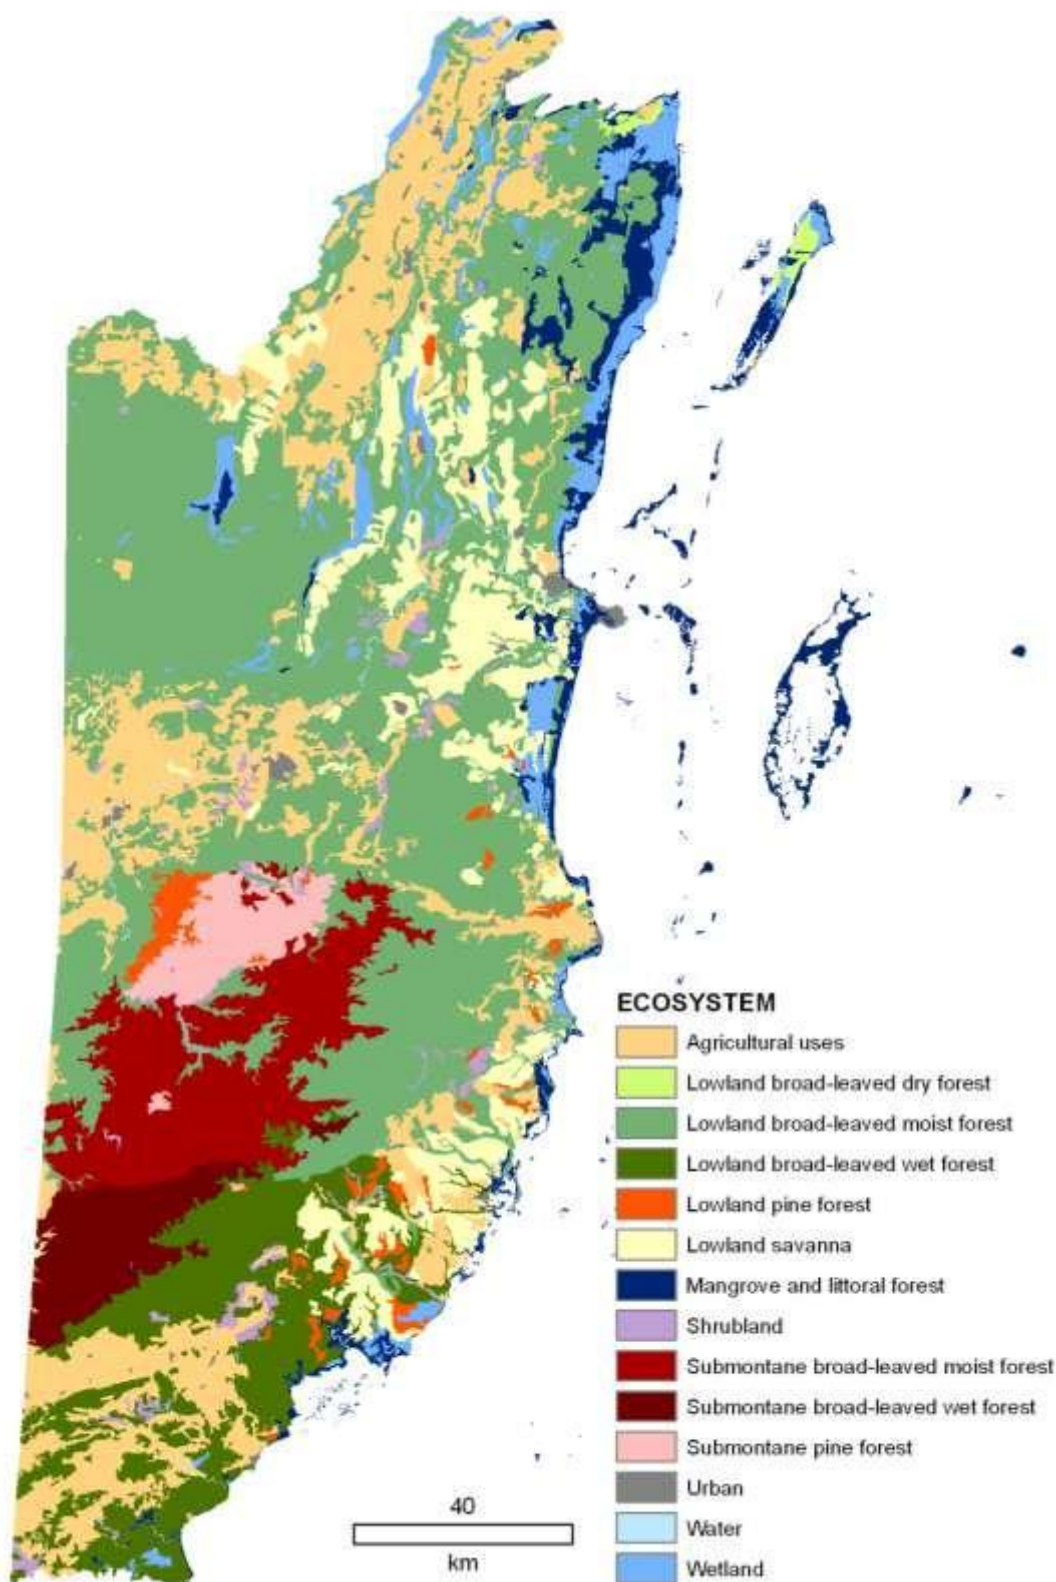 ECOSYSTEM
Agricultural uses
Lowland broad-leaved dry forest
Lowland broad-leaved moist forest
Lowland broad-leaved wet forest
Lowland pine forest
Lowland savanna
Mangrove and littoral forest
Shrubland
Submontane broad-leaved moist forest
Submontane broad-leaved wet forest
Submontane pine forest
Urban
Water
Wetland
40
km